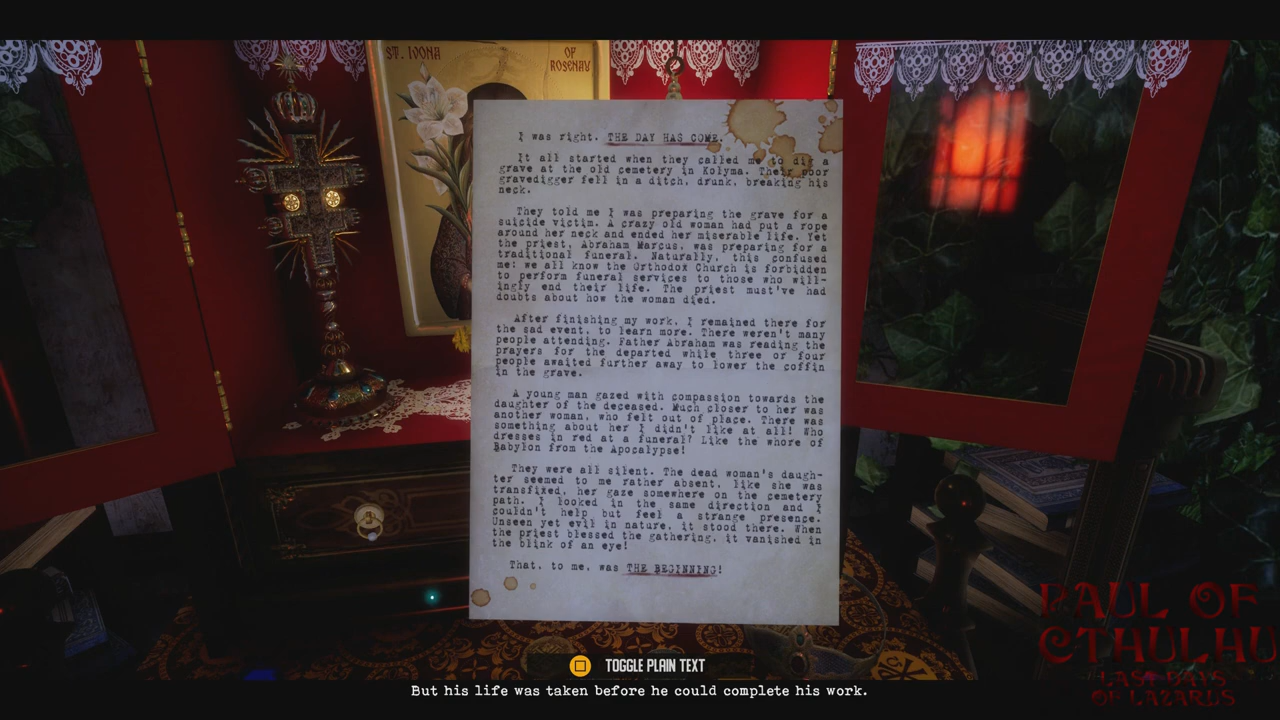 ST. IVONA
OF
ROSENAU
I was right. THE DAY HAS COME.
It all started when they called me to dig a
grave at the old cemetery in Kolyma. Their poor
gravedigger fell in a ditch, drunk, breaking his
neck.
They told me I was preparing the grave for a
suicide victim. A crazy old woman had put a rope
around her neck and ended her miserable life. Yet
the priest, Abraham Marcus, was preparing for a
traditional funeral. Naturally, this confused
me: we all know the Orthodox Church is forbidden
to perform funeral services to those who will-
ingly end their life. The priest must've had
doubts about how the woman died.
After finishing my work, I remained there for
the sad event, to learn more. There weren't many
people attending. Father Abraham was reading the
prayers for the departed while three or four
people awaited further away to lower the coffin
in the grave.
A young man gazed with compassion towards the
daughter of the deceased. Much closer to her was
another woman, who felt out of place. There was
something about her I didn't like at all! Who
dresses in red at a funeral? Like the whore of
Babylon from the Apocalypse!
They were all silent. The dead woman's daugh-
ter seemed to me rather absent, like she was
transfixed, her gaze somewhere on the cemetery
path. I looked in the same direction and I
couldn't help but feel a strange presence.
Unseen yet evil in nature, it stood there. When
the priest blessed the gathering, it vanished in
the blink of an eye!
That, to me, was THE BEGINNING!
TOGGLE PLAIN TEXT
But his life was taken before he could complete his work.
PAUL OF
CTHULHU
LAST DAYS
OF LAZARUS